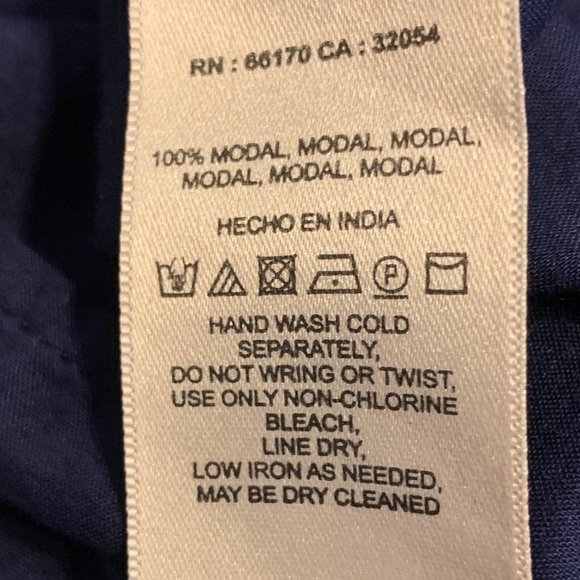 RN : 66170 CA : 32054
100% MODAL, MODAL, MODAL,
MODAL, MODAL, MODAL
HECHO EN INDIA
P
HAND WASH COLD
SEPARATELY,
DO NOT WRING OR TWIST,
USE ONLY NON-CHLORINE
BLEACH,
LINE DRY,
LOW IRON AS NEEDED,
MAY BE DRY CLEANED